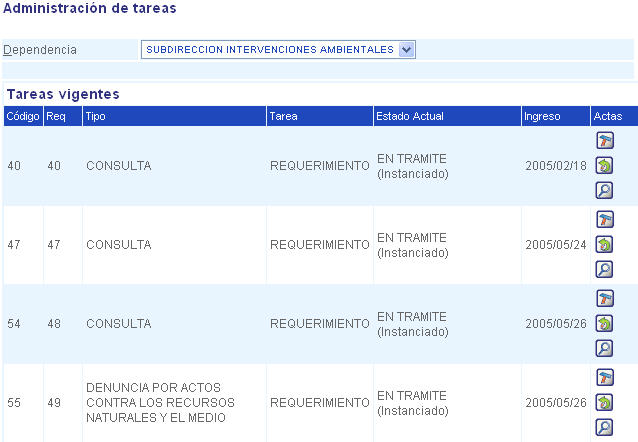 Administración de tareas
Dependencia SUBDIRECCION INTERVENCIONES AMBIENTALES
Tareas vigentes
Código Req Tipo Tarea Estado Actual Ingreso Actas
40 40 CONSULTA REQUERIMIENTO EN TRAMITE (Instanciado) 2005/02/18
47 47 CONSULTA REQUERIMIENTO EN TRAMITE (Instanciado) 2005/05/24
54 48 CONSULTA REQUERIMIENTO EN TRAMITE (Instanciado) 2005/05/26
55 49 DENUNCIA POR ACTOS CONTRA LOS RECURSOS NATURALES Y EL MEDIO REQUERIMIENTO EN TRAMITE (Instanciado) 2005/05/26